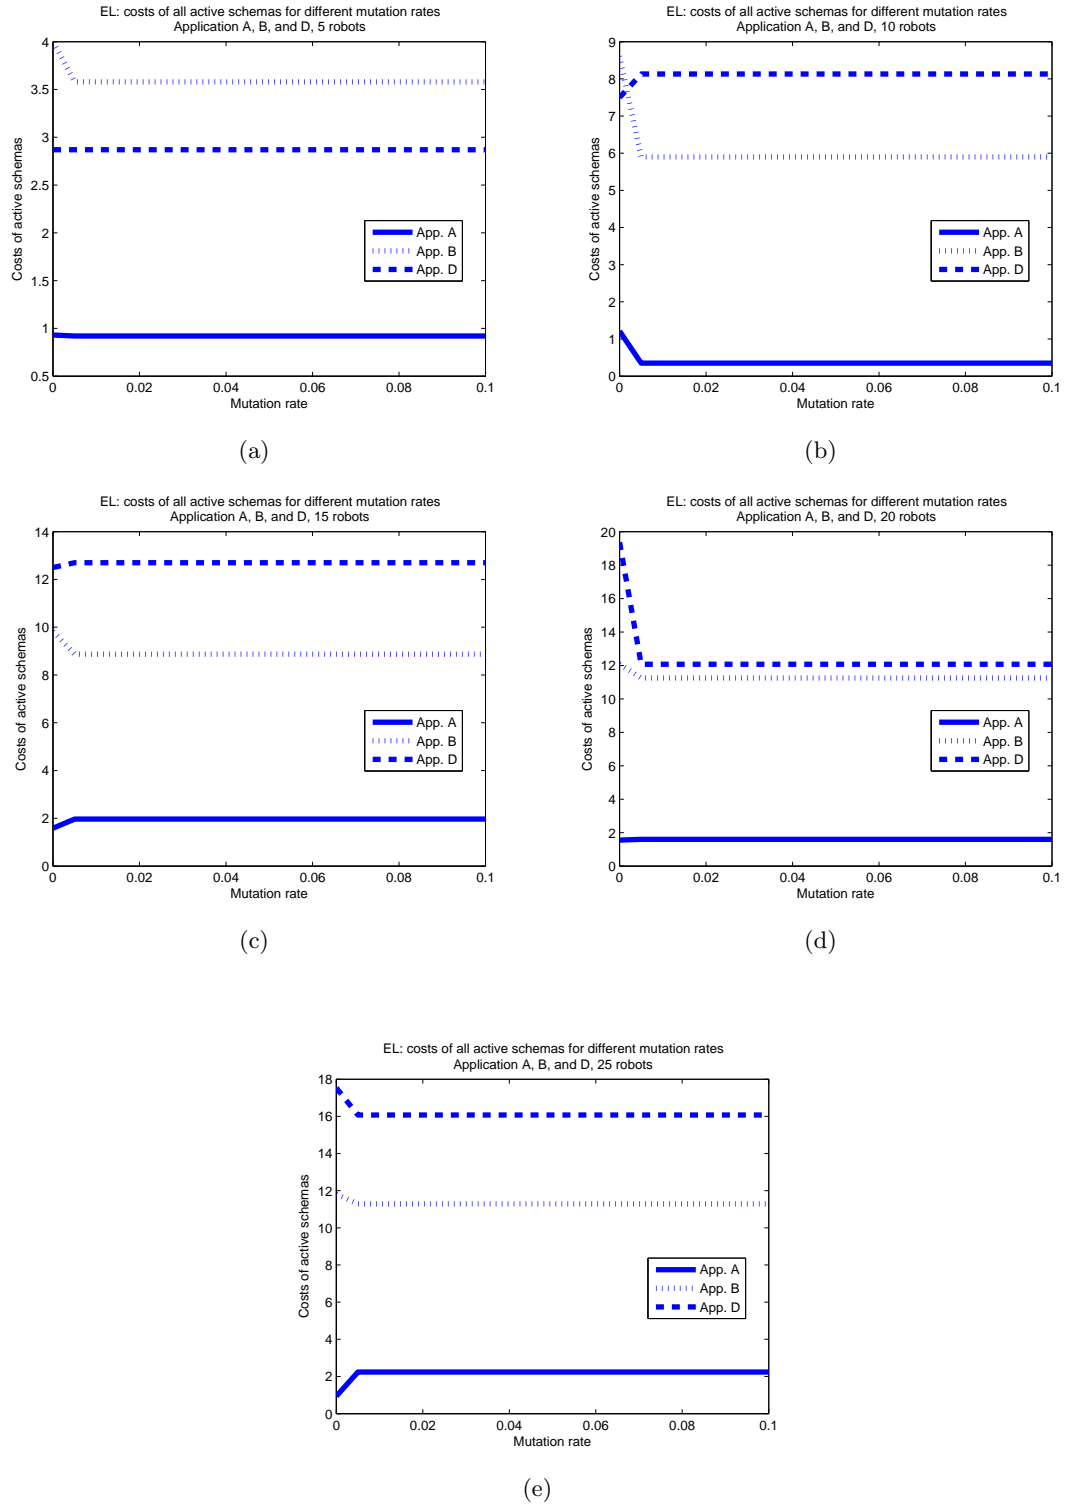 EL: costs of all active schemas for different mutation rates
Application A, B, and D, 5 robots
4
3.5
3
2.5
2
1.5
1
0.5
Costs of active schemas
App. A
App. B
App. D
0
0.02
0.04
0.06
0.08
0.1
Mutation rate
(a)
EL: costs of all active schemas for different mutation rates
Application A, B, and D, 10 robots
9
8
7
6
5
4
3
2
1
0
Costs of active schemas
App. A
App. B
App. D
0
0.02
0.04
0.06
0.08
0.1
Mutation rate
(b)
EL: costs of all active schemas for different mutation rates
Application A, B, and D, 15 robots
14
12
10
8
6
4
2
0
Costs of active schemas
App. A
App. B
App. D
0
0.02
0.04
0.06
0.08
0.1
Mutation rate
(c)
EL: costs of all active schemas for different mutation rates
Application A, B, and D, 20 robots
20
18
16
14
12
10
8
6
4
2
0
Costs of active schemas
App. A
App. B
App. D
0
0.02
0.04
0.06
0.08
0.1
Mutation rate
(d)
EL: costs of all active schemas for different mutation rates
Application A, B, and D, 25 robots
18
16
14
12
10
8
6
4
2
0
Costs of active schemas
App. A
App. B
App. D
0
0.02
0.04
0.06
0.08
0.1
Mutation rate
(e)